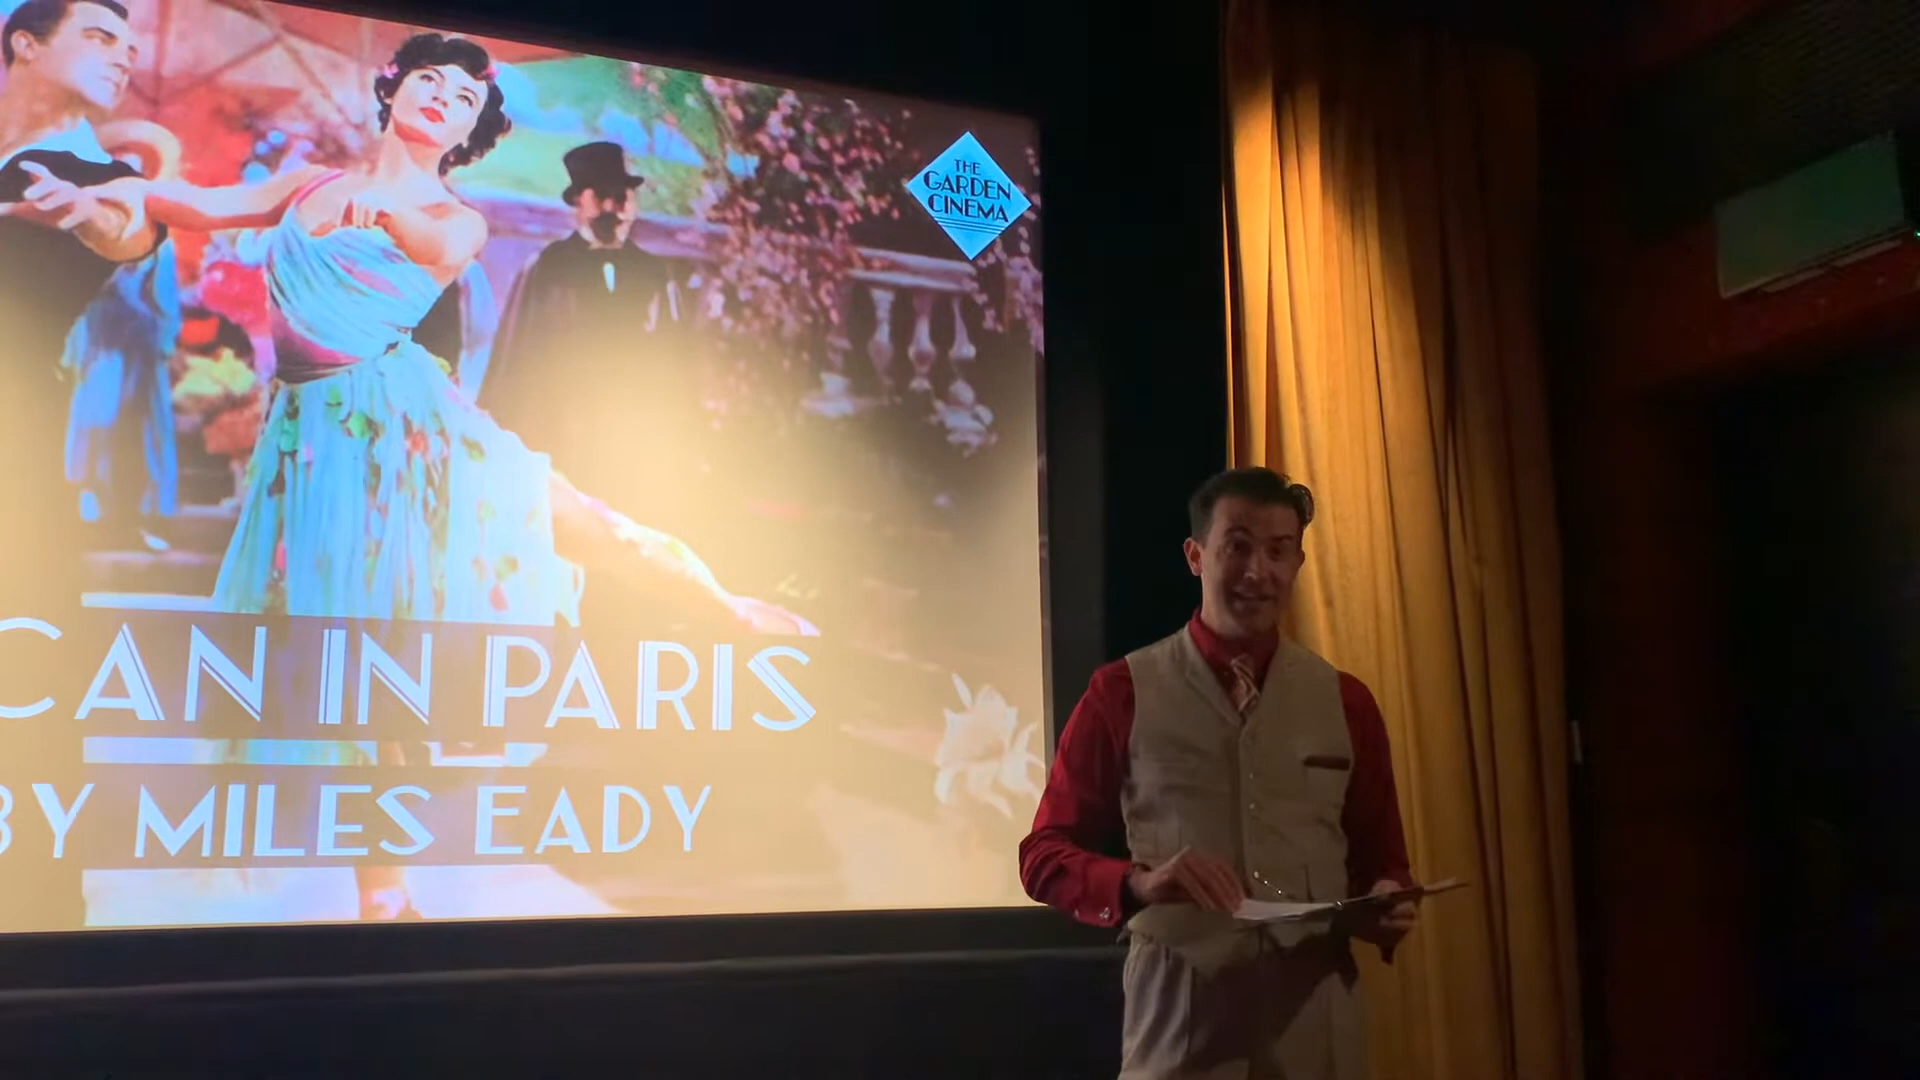 THE
GARDEN
CINEMA
CAN IN PARIS
BY MILES EADY